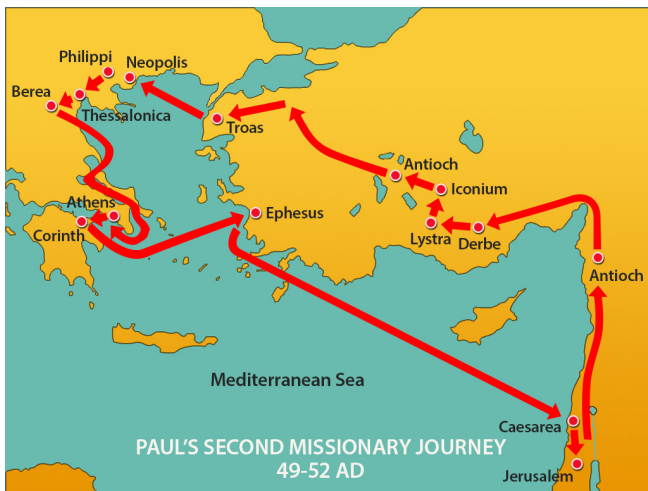 Philippi
Neopolis
Berea
Thessalonica
Troas
Antioch
Iconium
Athens
Ephesus
Corinth
Lystra
Derbe
Antioch
Mediterranean Sea
Caesarea
PAUL'S SECOND MISSIONARY JOURNEY
49-52 AD
Jerusalem